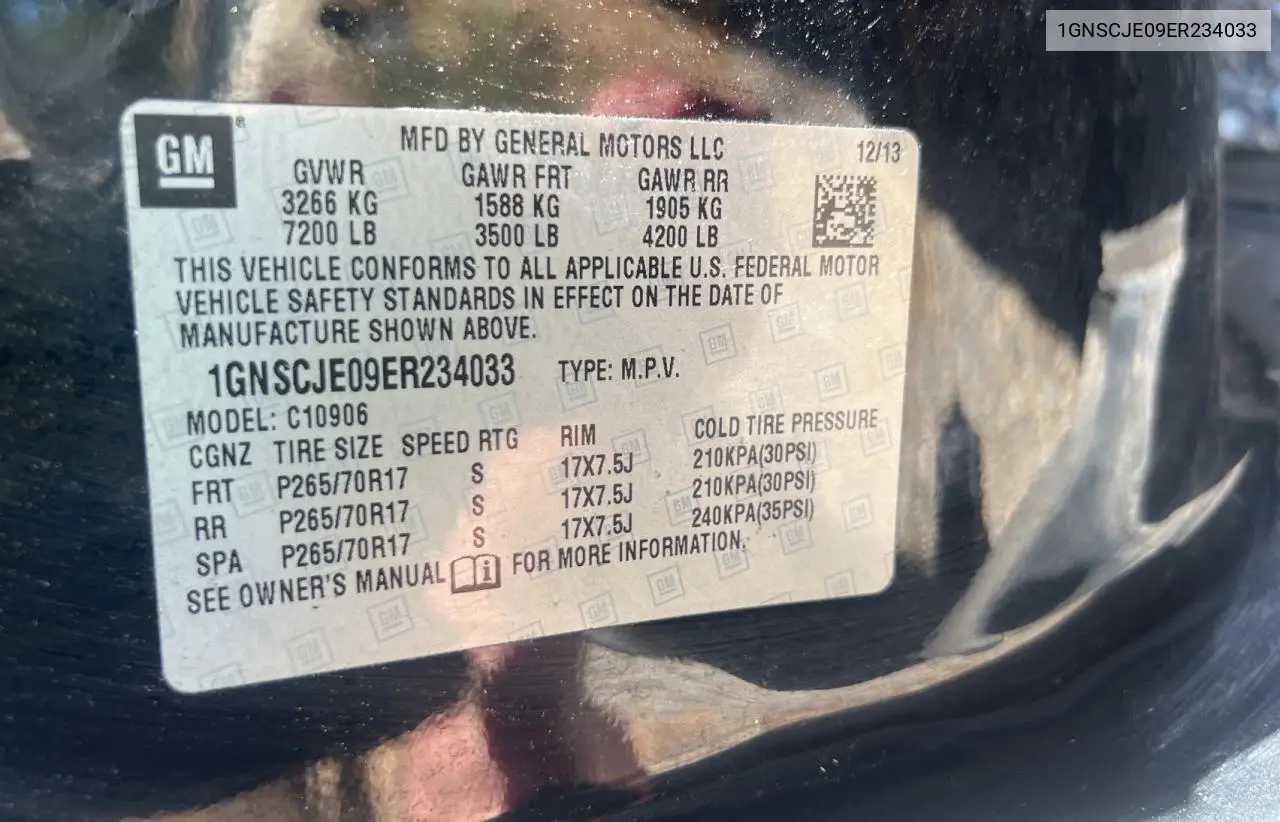 1GNSCJE09ER234033
GM ®
MFD BY GENERAL MOTORS LLC 12/13
GVWR GAWR FRT GAWR RR
3266 KG 1588 KG 1905 KG
7200 LB 3500 LB 4200 LB
THIS VEHICLE CONFORMS TO ALL APPLICABLE U.S. FEDERAL MOTOR
VEHICLE SAFETY STANDARDS IN EFFECT ON THE DATE OF
MANUFACTURE SHOWN ABOVE.
1GNSCJE09ER234033 TYPE: M.P.V.
MODEL: C10906
CGNZ TIRE SIZE SPEED RTG RIM COLD TIRE PRESSURE
FRT P265/70R17 S 17X7.5J 210KPA(30PSI)
RR P265/70R17 S 17X7.5J 210KPA(30PSI)
SPA P265/70R17 S 17X7.5J 240KPA(35PSI)
SEE OWNER'S MANUAL i FOR MORE INFORMATION.